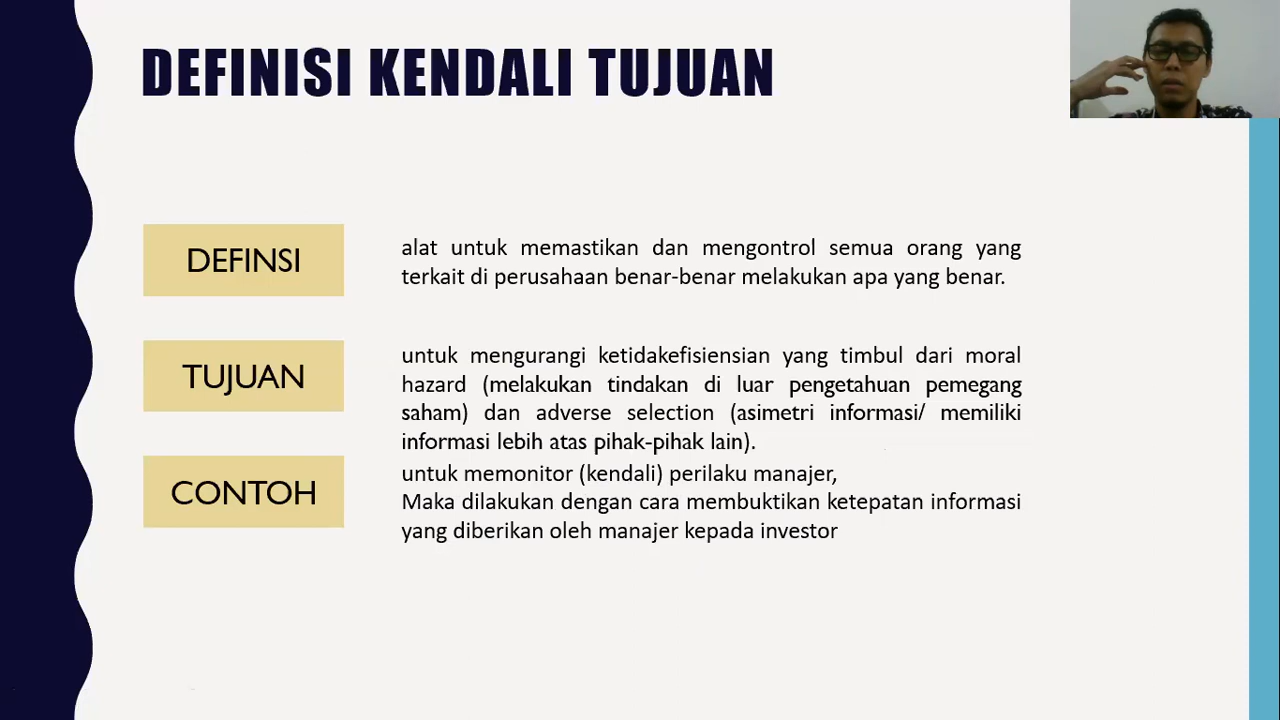 DEFINISI KENDALI TUJUAN
DEFINSI
alat untuk memastikan dan mengontrol semua orang yang
terkait di perusahaan benar-benar melakukan apa yang benar.
TUJUAN
untuk mengurangi ketidakefisiensian yang timbul dari moral
hazard (melakukan tindakan di luar pengetahuan pemegang
saham) dan adverse selection (asimetri informasi/ memiliki
informasi lebih atas pihak-pihak lain).
CONTOH
untuk memonitor (kendali) perilaku manajer,
Maka dilakukan dengan cara membuktikan ketepatan informasi
yang diberikan oleh manajer kepada investor